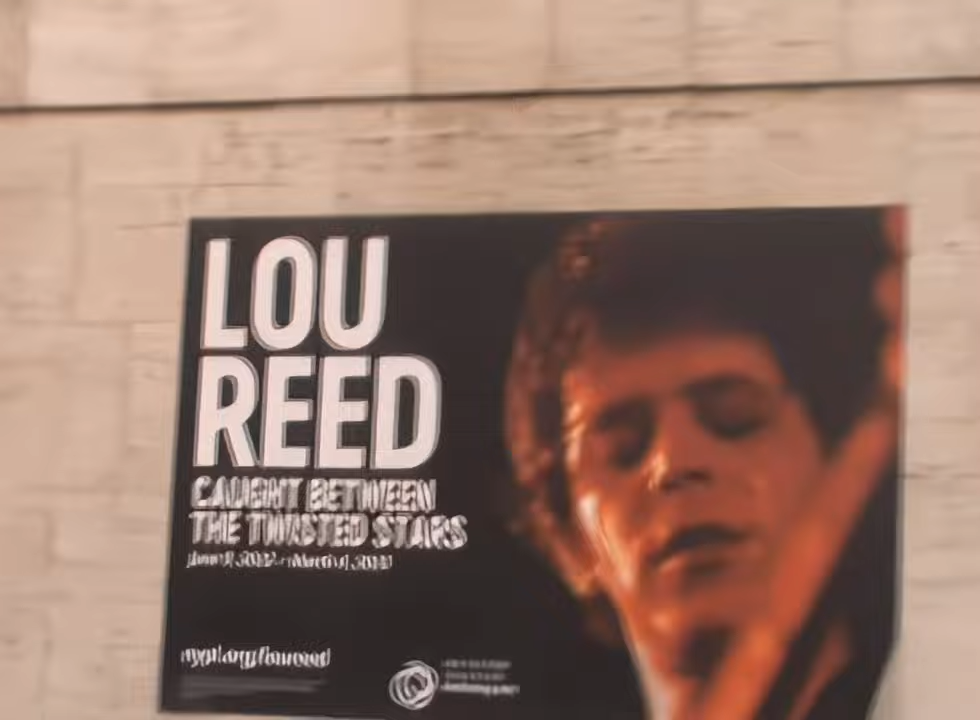 LOU
REED
CAUGHT BETWEEN
THE TWISTED STARS
nypl.org/loureed